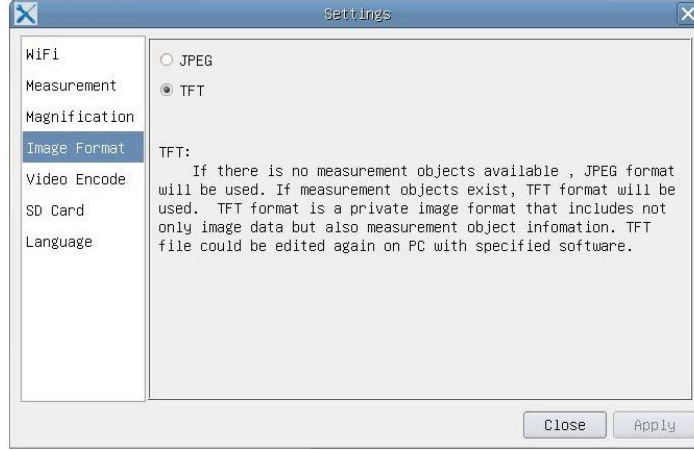 Settings
WiFi
Measurement
Magnification
Image Format
Video Encode
SD Card
Language
JPEG
TFT
TFT:
If there is no measurement objects available , JPEG format
will be used. If measurement objects exist, TFT format will be
used. TFT format is a private image format that includes not
only image data but also measurement object infomation. TFT
file could be edited again on PC with specified software.
Close
Apply